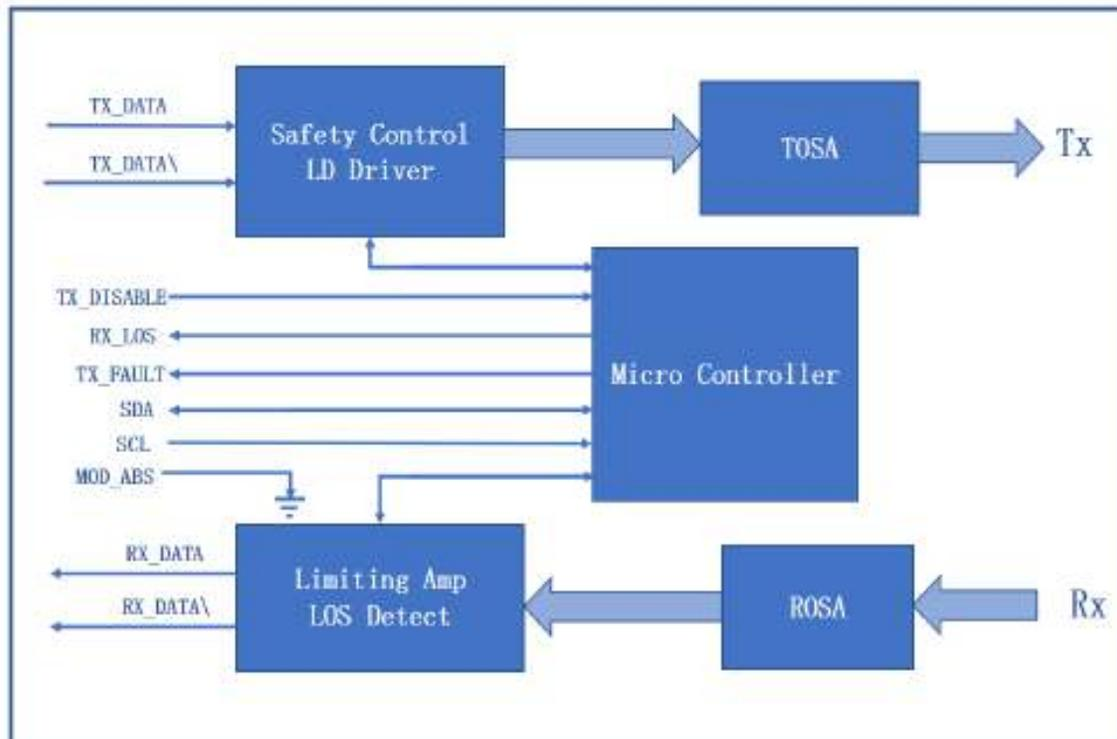 TX_DATA
TX_DATA\
Safety Control
LD Driver
TOSA
Tx
TX_DISABLE
RX_LOS
TX_FAULT
SDA
SCL
MOD_ABS
Micro Controller
RX_DATA
RX_DATA\
Limiting Amp
LOS Detect
ROSA
Rx